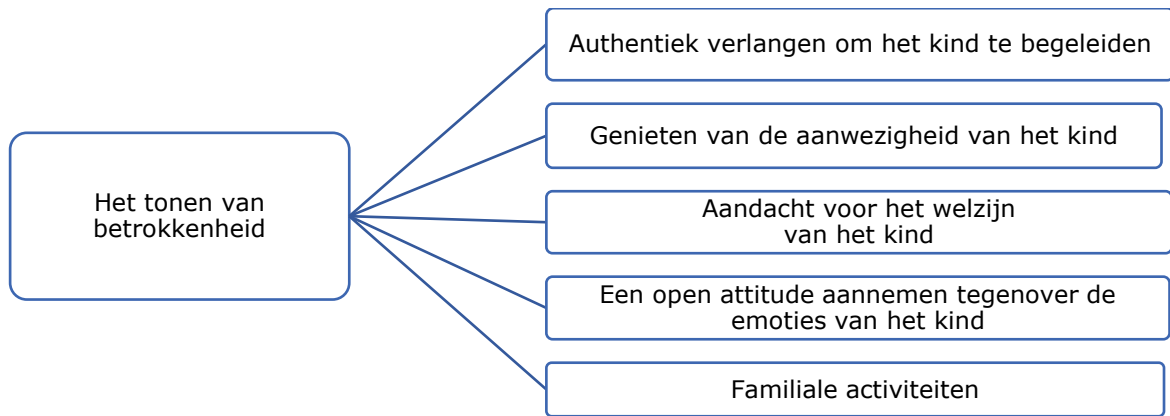 Authentiek verlangen om het kind te begeleiden
Genieten van de aanwezigheid van het kind
Het tonen van
betrokkenheid
Aandacht voor het welzijn
van het kind
Een open attitude aannemen tegenover de
emoties van het kind
Familiale activiteiten